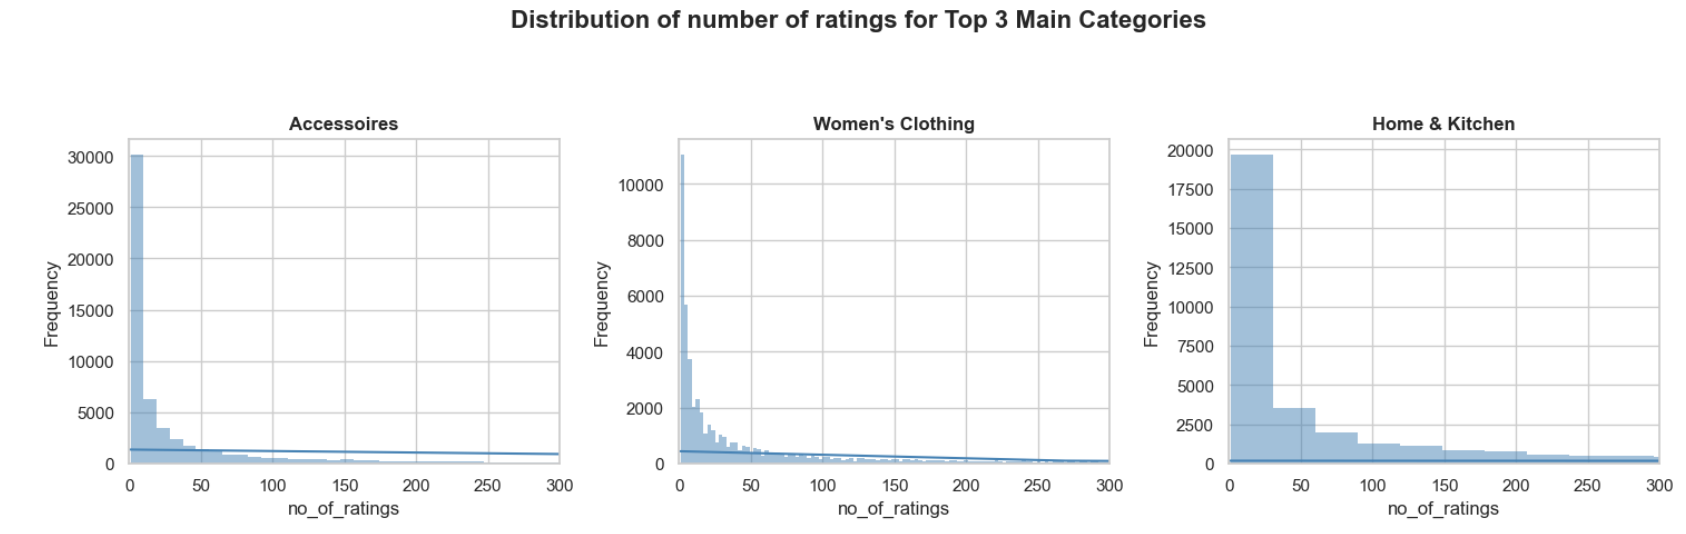 Distribution of number of ratings for Top 3 Main Categories
Accessoires
Frequency
30000
25000
20000
15000
10000
5000
0
0 50 100 150 200 250 300
no_of_ratings
Women's Clothing
Frequency
10000
8000
6000
4000
2000
0
0 50 100 150 200 250 300
no_of_ratings
Home & Kitchen
Frequency
20000
17500
15000
12500
10000
7500
5000
2500
0
0 50 100 150 200 250 300
no_of_ratings